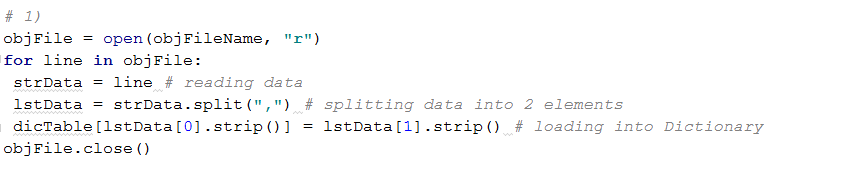 # 1)
objFile = open(objFileName, "r")
for line in objFile:
 strData = line # reading data
 lstData = strData.split(",") # splitting data into 2 elements
 dicTable[lstData[0].strip()] = lstData[1].strip() # loading into Dictionary
objFile.close()